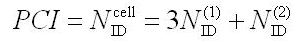 PCI = N_ID^cell = 3N_ID^(1) + N_ID^(2)